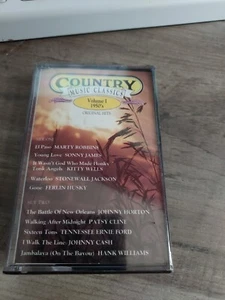 COUNTRY
MUSIC CLASSICS
Volume I
1950's
ORIGINAL HITS
El Paso MARTY ROBBINS
Young Love SONNY JAMES
It Wasn't God Who Made Honky
Tonk Angels KITTY WELLS
Waterloo STONEWALL JACKSON
Gone FERLIN HUSKY
SIDE TWO
The Battle Of New Orleans JOHNNY HORTON
Walking After Midnight PATSY CLINE
Sixteen Tons TENNESSEE ERNIE FORD
I Walk The Line JOHNNY CASH
Jambalaya (On The Bayou) HANK WILLIAMS